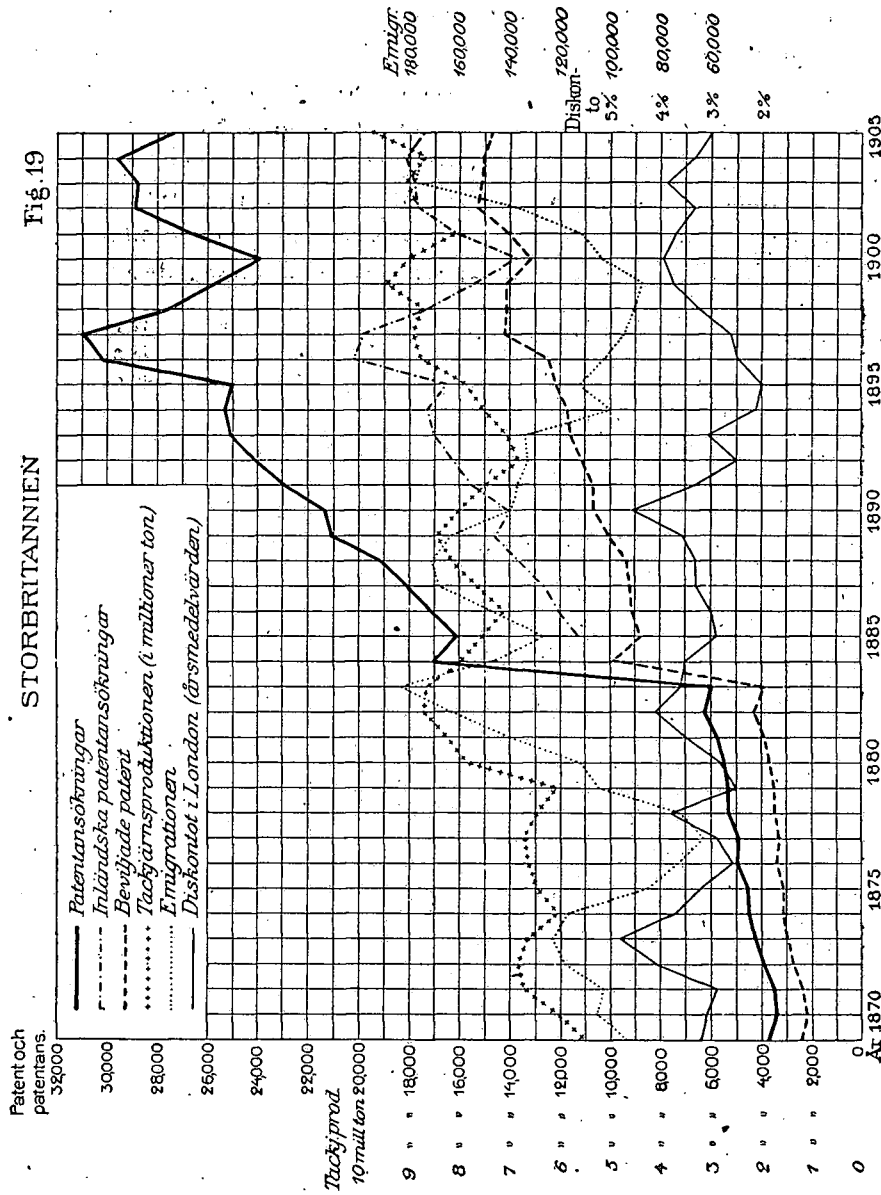 Fig. 19
STORBRITANNIEN
Patent och
patentans.
32,000
30,000
28,000
26,000
24,000
22,000
Tackj.prod.
10 mill ton 20,000
9 " " 18,000
8 " " 16,000
7 " " 14,000
6 " " 12,000
5 " " 10,000
4 " " 8,000
3 " " 6,000
2 " " 4,000
1 " " 2,000
0
Patentansökningar
Inländska patentansökningar
Beviljade patent
Tackjärnsproduktionen (i millioner ton)
Emigrationen
Diskontot i London (årsmedelvärden)
Emigr.
180,000
160,000
140,000
120,000
Diskon-
to
5% 100,000
4% 80,000
3% 60,000
2%
År 1870 1875 1880 1885 1890 1895 1900 1905